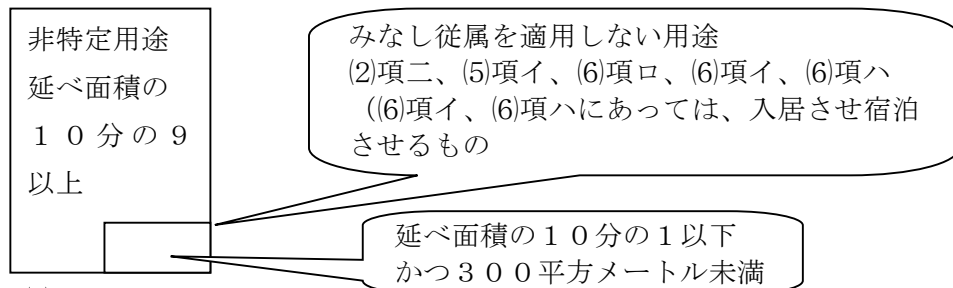 非特定用途
延べ面積の
１０分の９
以上
みなし従属を適用しない用途
⑵項ニ、⑸項イ、⑹項ロ、⑹項イ、⑹項ハ
（⑹項イ、⑹項ハにあっては、入居させ宿泊
させるもの
延べ面積の１０分の１以下
かつ３００平方メートル未満